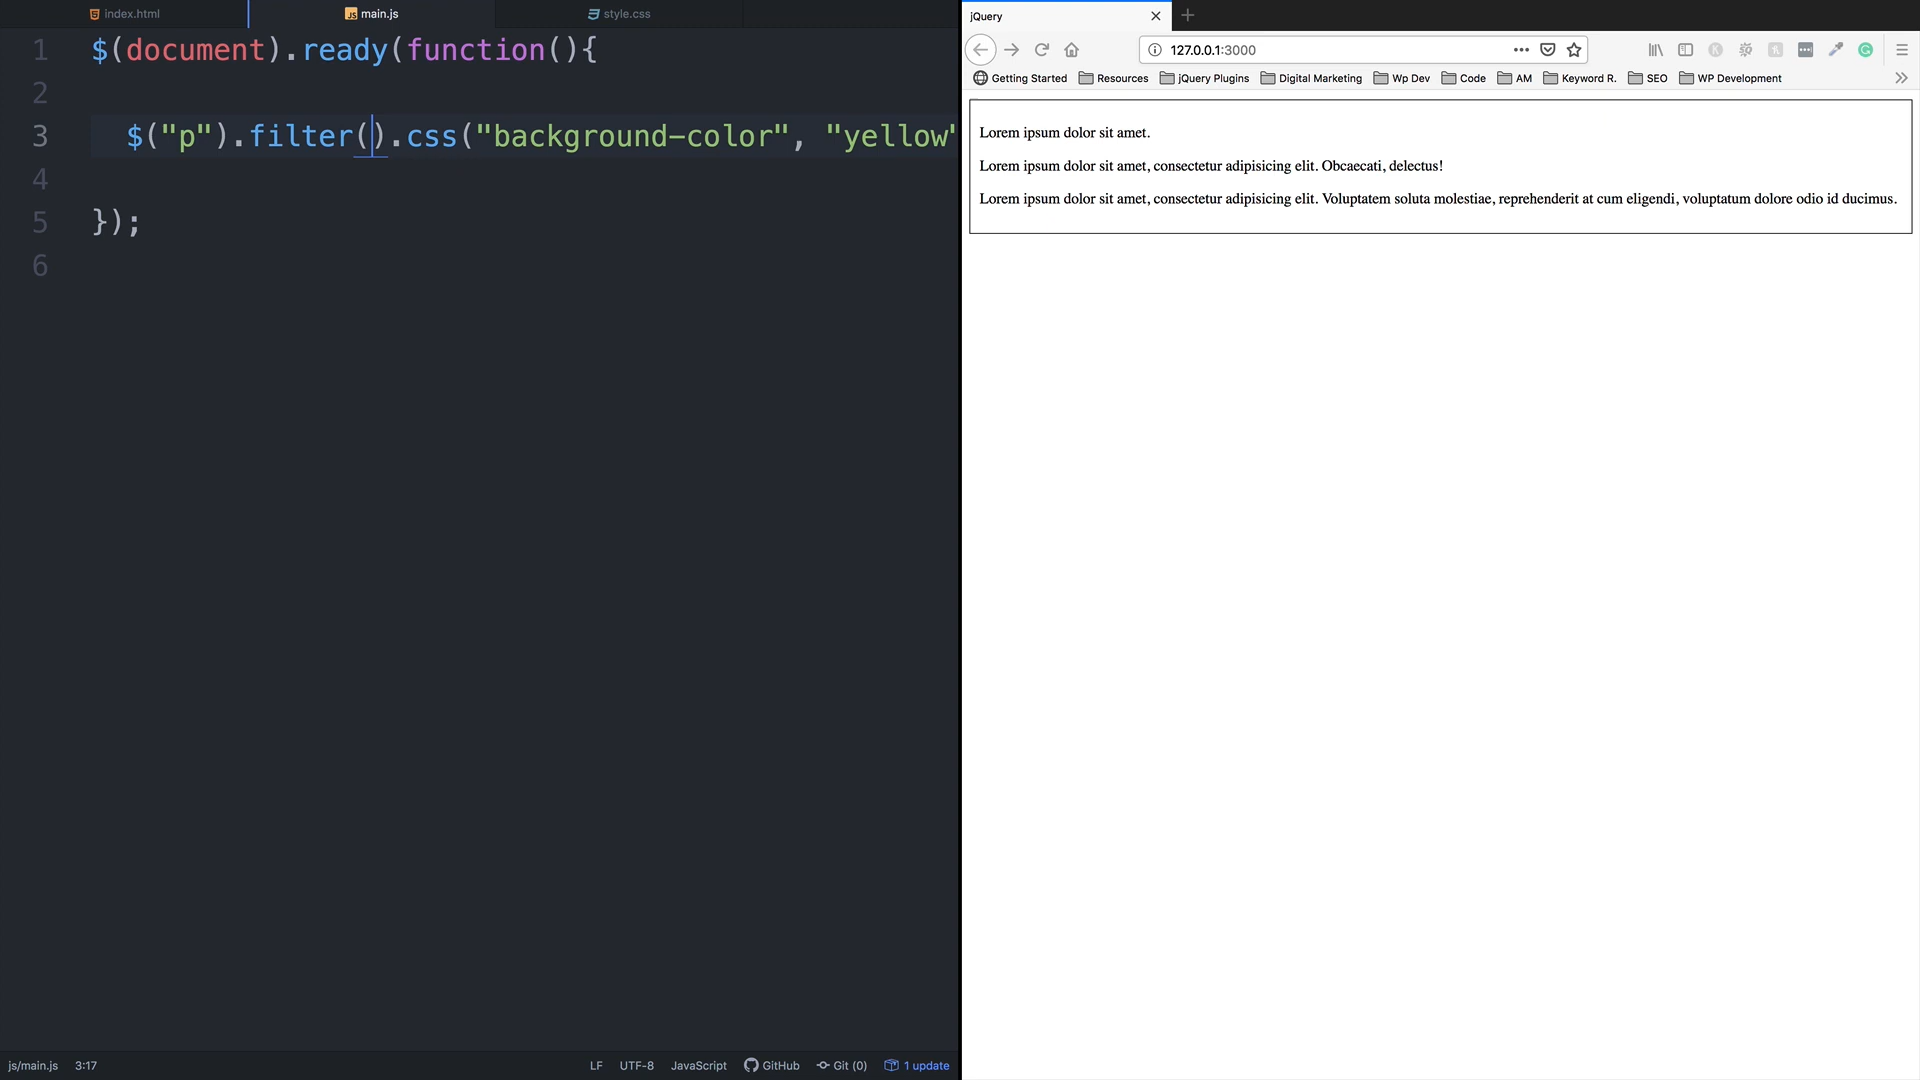 index.html
main.js
style.css
1 $(document).ready(function(){
2
3 $("p").filter().css("background-color", "yellow"
4
5 });
6
js/main.js 3:17 LF UTF-8 JavaScript GitHub Git (0) 1 update
jQuery
127.0.0.1:3000
Getting Started Resources jQuery Plugins Digital Marketing Wp Dev Code AM Keyword R. SEO WP Development
Lorem ipsum dolor sit amet.
Lorem ipsum dolor sit amet, consectetur adipisicing elit. Obcaecati, delectus!
Lorem ipsum dolor sit amet, consectetur adipisicing elit. Voluptatem soluta molestiae, reprehenderit at cum eligendi, voluptatum dolore odio id ducimus.